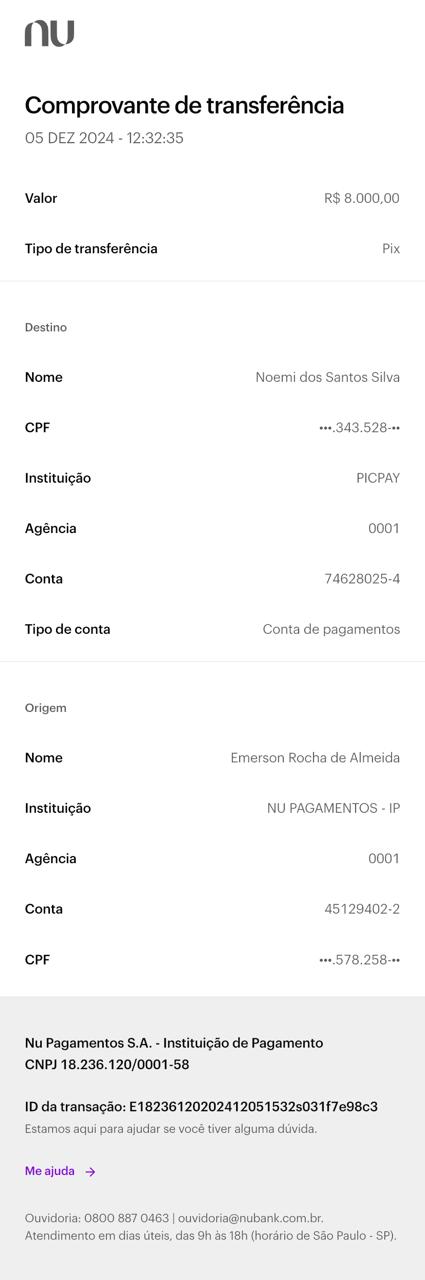 nu
Comprovante de transferência
05 DEZ 2024 - 12:32:35
Valor R$ 8.000,00
Tipo de transferência Pix
Destino
Nome Noemi dos Santos Silva
CPF •••.343.528-••
Instituição PICPAY
Agência 0001
Conta 74628025-4
Tipo de conta Conta de pagamentos
Origem
Nome Emerson Rocha de Almeida
Instituição NU PAGAMENTOS - IP
Agência 0001
Conta 45129402-2
CPF •••.578.258-••
Nu Pagamentos S.A. - Instituição de Pagamento
CNPJ 18.236.120/0001-58
ID da transação: E18236120202412051532s031f7e98c3
Estamos aqui para ajudar se você tiver alguma dúvida.
Me ajuda →
Ouvidoria: 0800 887 0463 | ouvidoria@nubank.com.br.
Atendimento em dias úteis, das 9h às 18h (horário de São Paulo - SP).